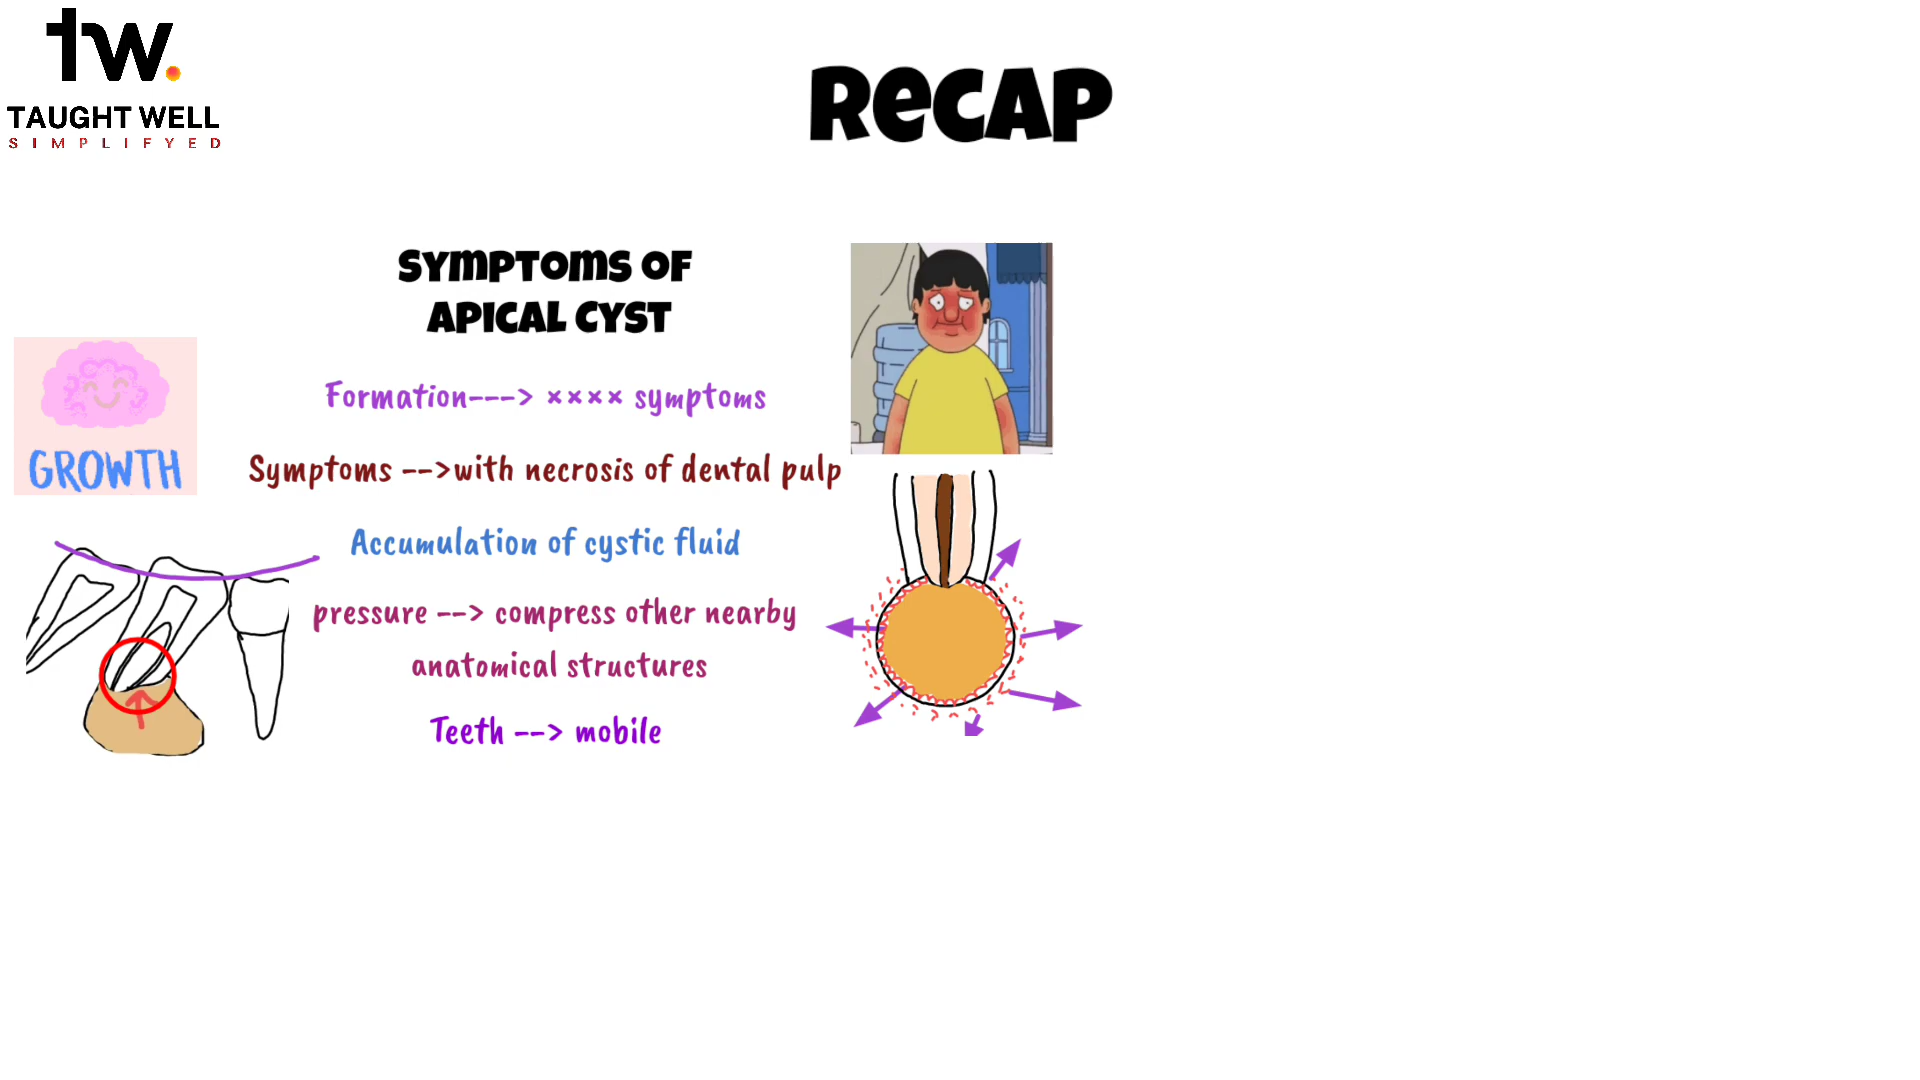 tw.
TAUGHT WELL
SIMPLIFYED
RECAP
SYMPTOMS OF
APICAL CYST
Formation---> ×××× symptoms
GROWTH
Symptoms -->with necrosis of dental pulp
Accumulation of cystic fluid
pressure --> compress other nearby
anatomical structures
Teeth --> mobile